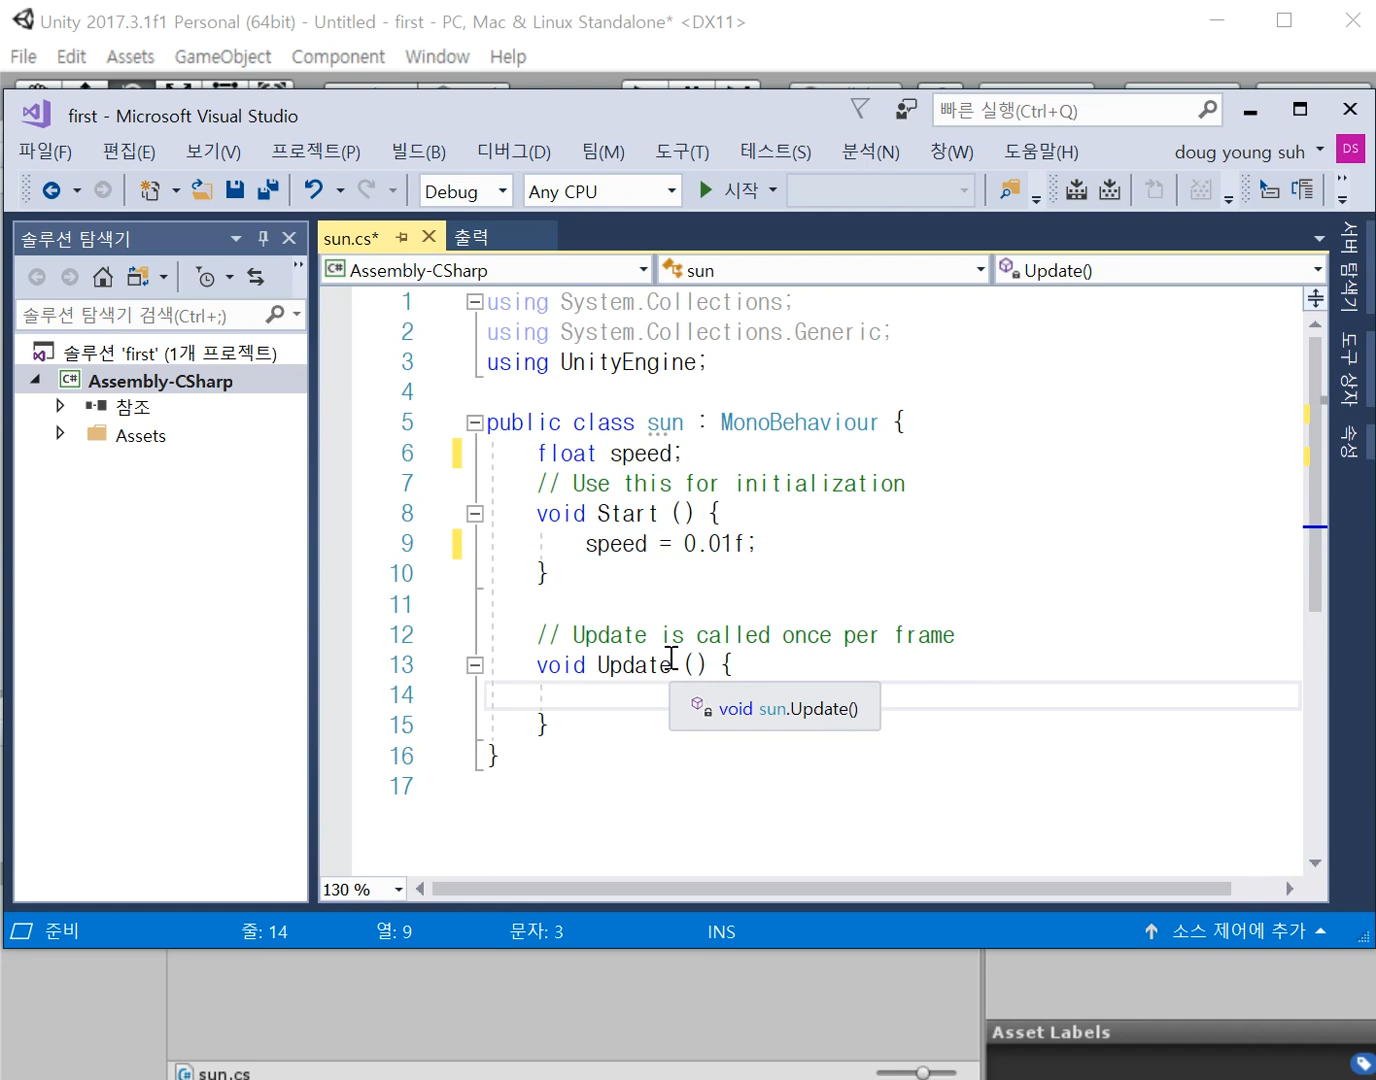 Unity 2017.3.1f1 Personal (64bit) - Untitled - first - PC, Mac & Linux Standalone* <DX11>
File Edit Assets GameObject Component Window Help
first - Microsoft Visual Studio
빠른 실행(Ctrl+Q)
파일(F) 편집(E) 보기(V) 프로젝트(P) 빌드(B) 디버그(D) 팀(M) 도구(T) 테스트(S) 분석(N) 창(W) 도움말(H) doug young suh DS
Debug Any CPU 시작
솔루션 탐색기
sun.cs* 출력
서버 탐색기
도구 상자
속성
Assembly-CSharp sun Update()
솔루션 탐색기 검색(Ctrl+;)
솔루션 'first' (1개 프로젝트)
Assembly-CSharp
참조
Assets
1 using System.Collections;
2 using System.Collections.Generic;
3 using UnityEngine;
4
5 public class sun : MonoBehaviour {
6 float speed;
7 // Use this for initialization
8 void Start () {
9 speed = 0.01f;
10 }
11
12 // Update is called once per frame
13 void Update () {
14
void sun.Update()
15 }
16 }
17
130 %
준비 줄: 14 열: 9 문자: 3 INS 소스 제어에 추가
Asset Labels
sun.cs